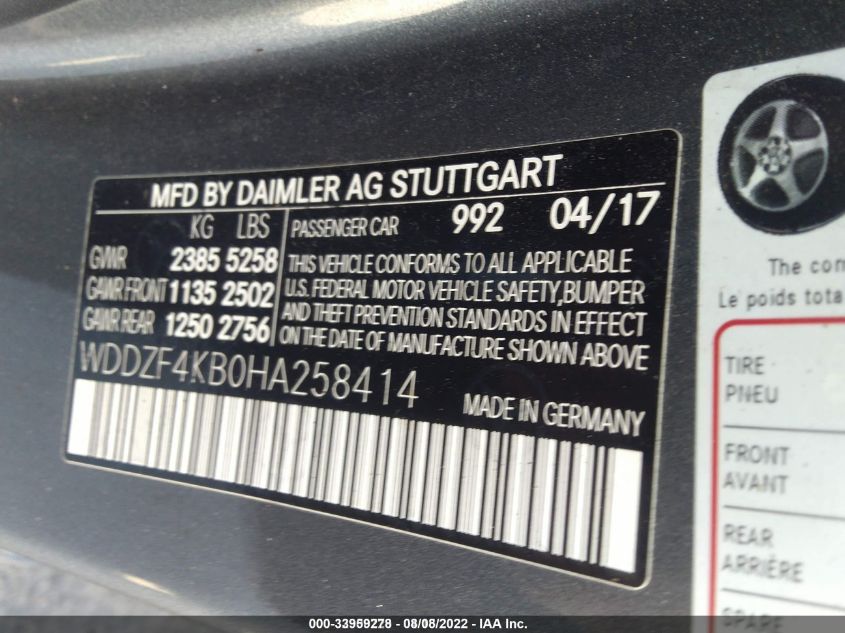 MFD BY DAIMLER AG STUTTGART
KG LBS
GVWR 2385 5258
GAWR FRONT 1135 2502
GAWR REAR 1250 2756
PASSENGER CAR 992 04/17
THIS VEHICLE CONFORMS TO ALL APPLICABLE
U.S. FEDERAL MOTOR VEHICLE SAFETY,BUMPER
AND THEFT PREVENTION STANDARDS IN EFFECT
ON THE DATE OF MANUFACTURE SHOWN ABOVE
WDDZF4KB0HA258414
MADE IN GERMANY
The com
Le poids tota
TIRE
PNEU
FRONT
AVANT
REAR
ARRIÈRE
SPARE
000-33959278 - 08/08/2022 - IAA Inc.